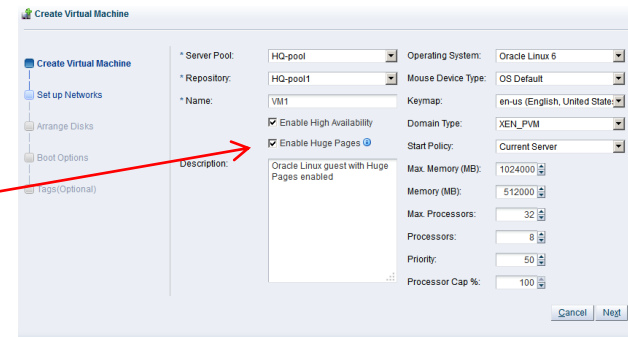 Create Virtual Machine
Create Virtual Machine
Set up Networks
Arrange Disks
Boot Options
Tags(Optional)
* Server Pool: HQ-pool
* Repository: HQ-pool1
* Name: VM1
Enable High Availability
Enable Huge Pages
Description: Oracle Linux guest with Huge
Pages enabled
Operating System: Oracle Linux 6
Mouse Device Type: OS Default
Keymap: en-us (English, United States
Domain Type: XEN_PVM
Start Policy: Current Server
Max. Memory (MB): 1024000
Memory (MB): 512000
Max. Processors: 32
Processors: 8
Priority: 50
Processor Cap %: 100
Cancel Next